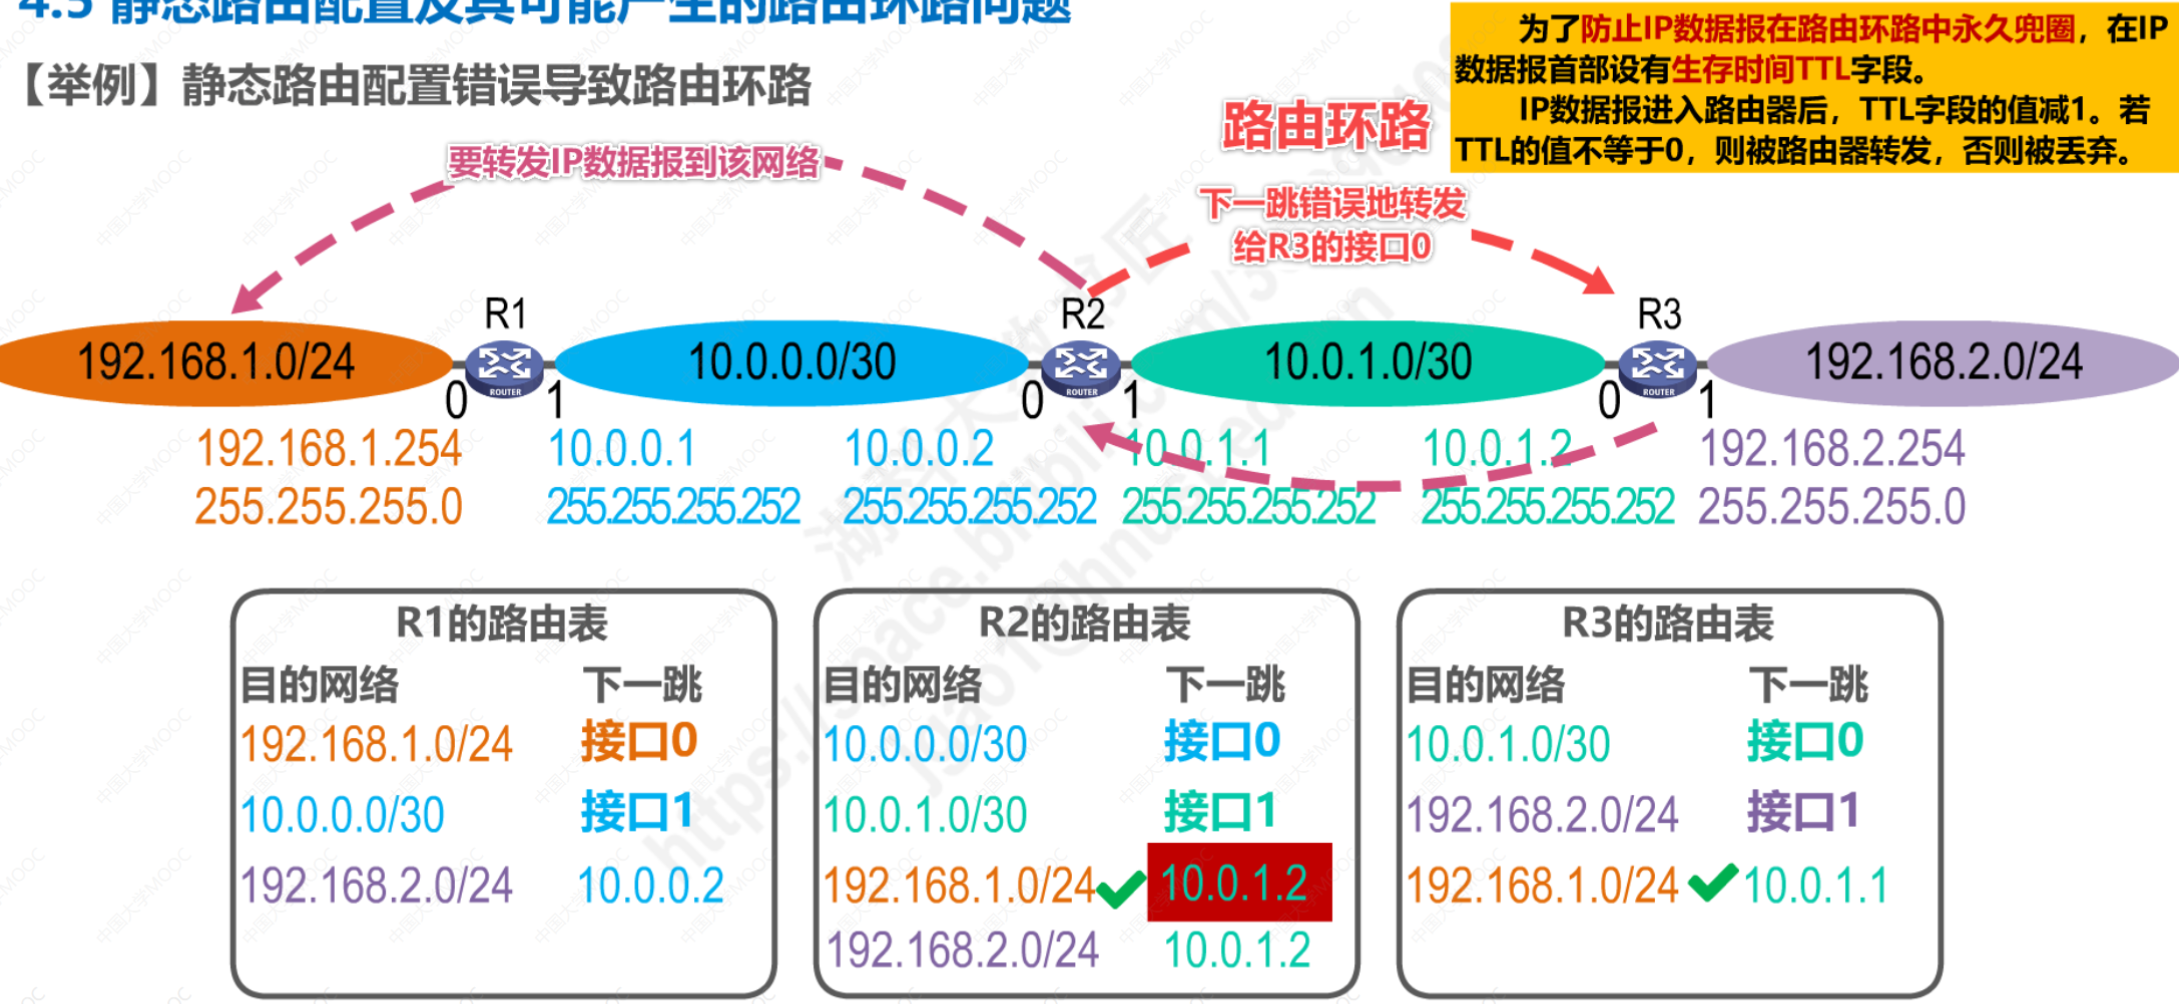 4.5 静态路由配置及其可能产生的路由环路问题
【举例】静态路由配置错误导致路由环路
为了防止IP数据报在路由环路中永久兜圈，在IP
数据报首部设有生存时间TTL字段。
IP数据报进入路由器后，TTL字段的值减1。若
TTL的值不等于0，则被路由器转发，否则被丢弃。
路由环路
要转发IP数据报到该网络
下一跳错误地转发
给R3的接口0
R1
R2
R3
192.168.1.0/24
ROUTER
10.0.0.0/30
ROUTER
10.0.1.0/30
ROUTER
192.168.2.0/24
0
1
0
1
0
1
192.168.1.254
10.0.0.1
10.0.0.2
10.0.1.1
10.0.1.2
192.168.2.254
255.255.255.0
255.255.255.252
255.255.255.252
255.255.255.252
255.255.255.252
255.255.255.0
R1的路由表
目的网络 下一跳
192.168.1.0/24 接口0
10.0.0.0/30 接口1
192.168.2.0/24 10.0.0.2
R2的路由表
目的网络 下一跳
10.0.0.0/30 接口0
10.0.1.0/30 接口1
192.168.1.0/24 10.0.1.2
192.168.2.0/24 10.0.1.2
R3的路由表
目的网络 下一跳
10.0.1.0/30 接口0
192.168.2.0/24 接口1
192.168.1.0/24 10.0.1.1
中国大学MOOC